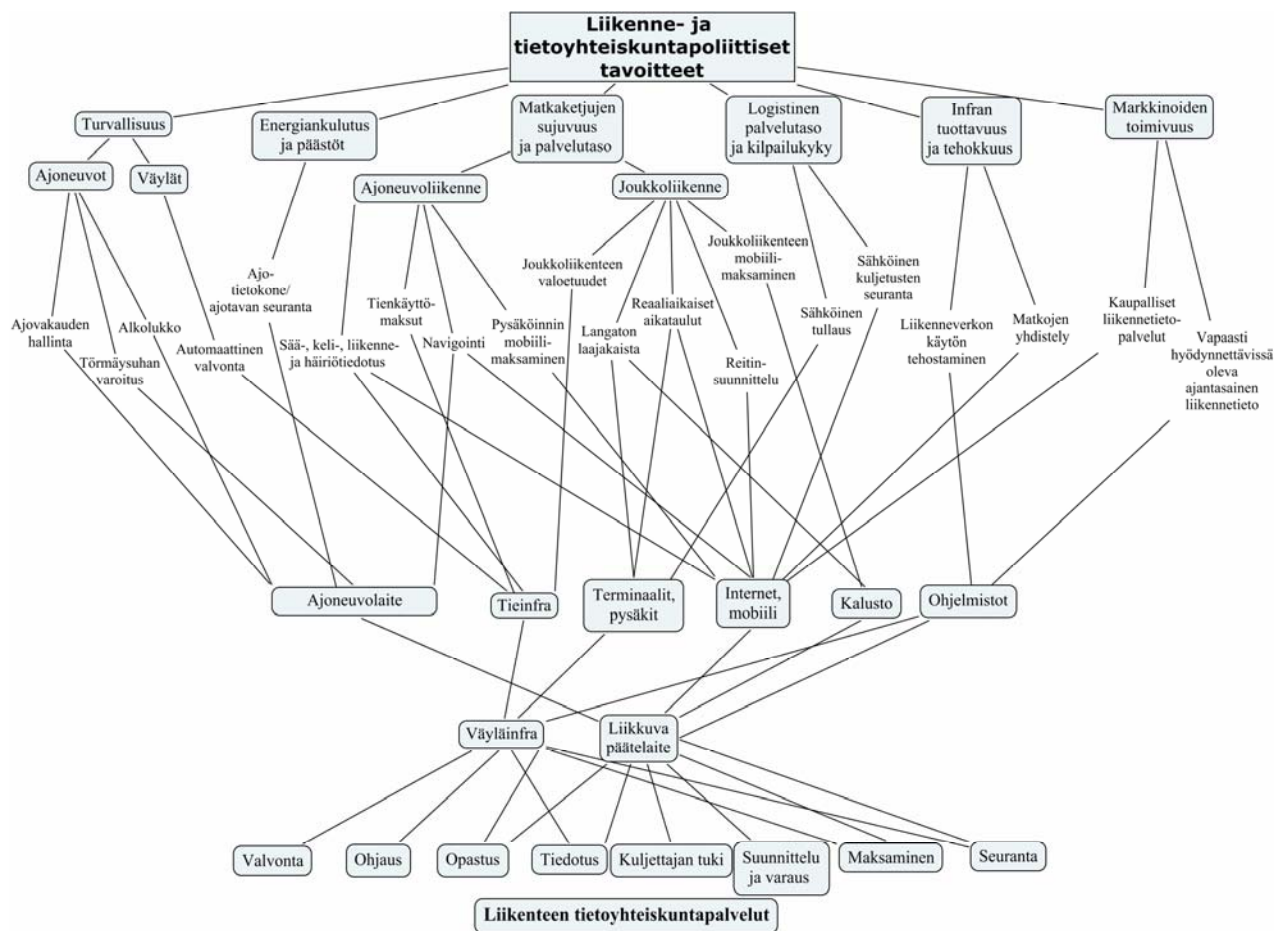 Liikenne- ja
tietoyhteiskuntapoliittiset
tavoitteet
Turvallisuus
Energiankulutus
ja päästöt
Matkaketjujen
sujuvuus
ja palvelutaso
Logistinen
palvelutaso
ja kilpailukyky
Infran
tuottavuus
ja tehokkuus
Markkinoiden
toimivuus
Ajoneuvot
Väylät
Ajoneuvoliikenne
Joukkoliikenne
Ajovakauden
hallinta
Törmäysuhan
varoitus
Alkolukko
Automaattinen
valvonta
Ajo-
tietokone/
ajotavan seuranta
Sää-, keli-, liikenne-
ja häiriötiedotus
Tienkäyttö-
maksut
Navigointi
Pysäköinnin
mobiili-
maksaminen
Joukkoliikenteen
valoetuudet
Langaton
laajakaista
Reaaliaikaiset
aikataulut
Reitin-
suunnittelu
Joukkoliikenteen
mobiili-
maksaminen
Sähköinen
tullaus
Sähköinen
kuljetusten
seuranta
Liikenneverkon
käytön
tehostaminen
Matkojen
yhdistely
Kaupalliset
liikennetieto-
palvelut
Vapaasti
hyödynnettävissä
oleva
ajantasainen
liikennetieto
Ajoneuvolaite
Tieinfra
Terminaalit,
pysäkit
Internet,
mobiili
Kalusto
Ohjelmistot
Väyläinfra
Liikkuva
päätelaite
Valvonta
Ohjaus
Opastus
Tiedotus
Kuljettajan tuki
Suunnittelu
ja varaus
Maksaminen
Seuranta
Liikenteen tietoyhteiskuntapalvelut